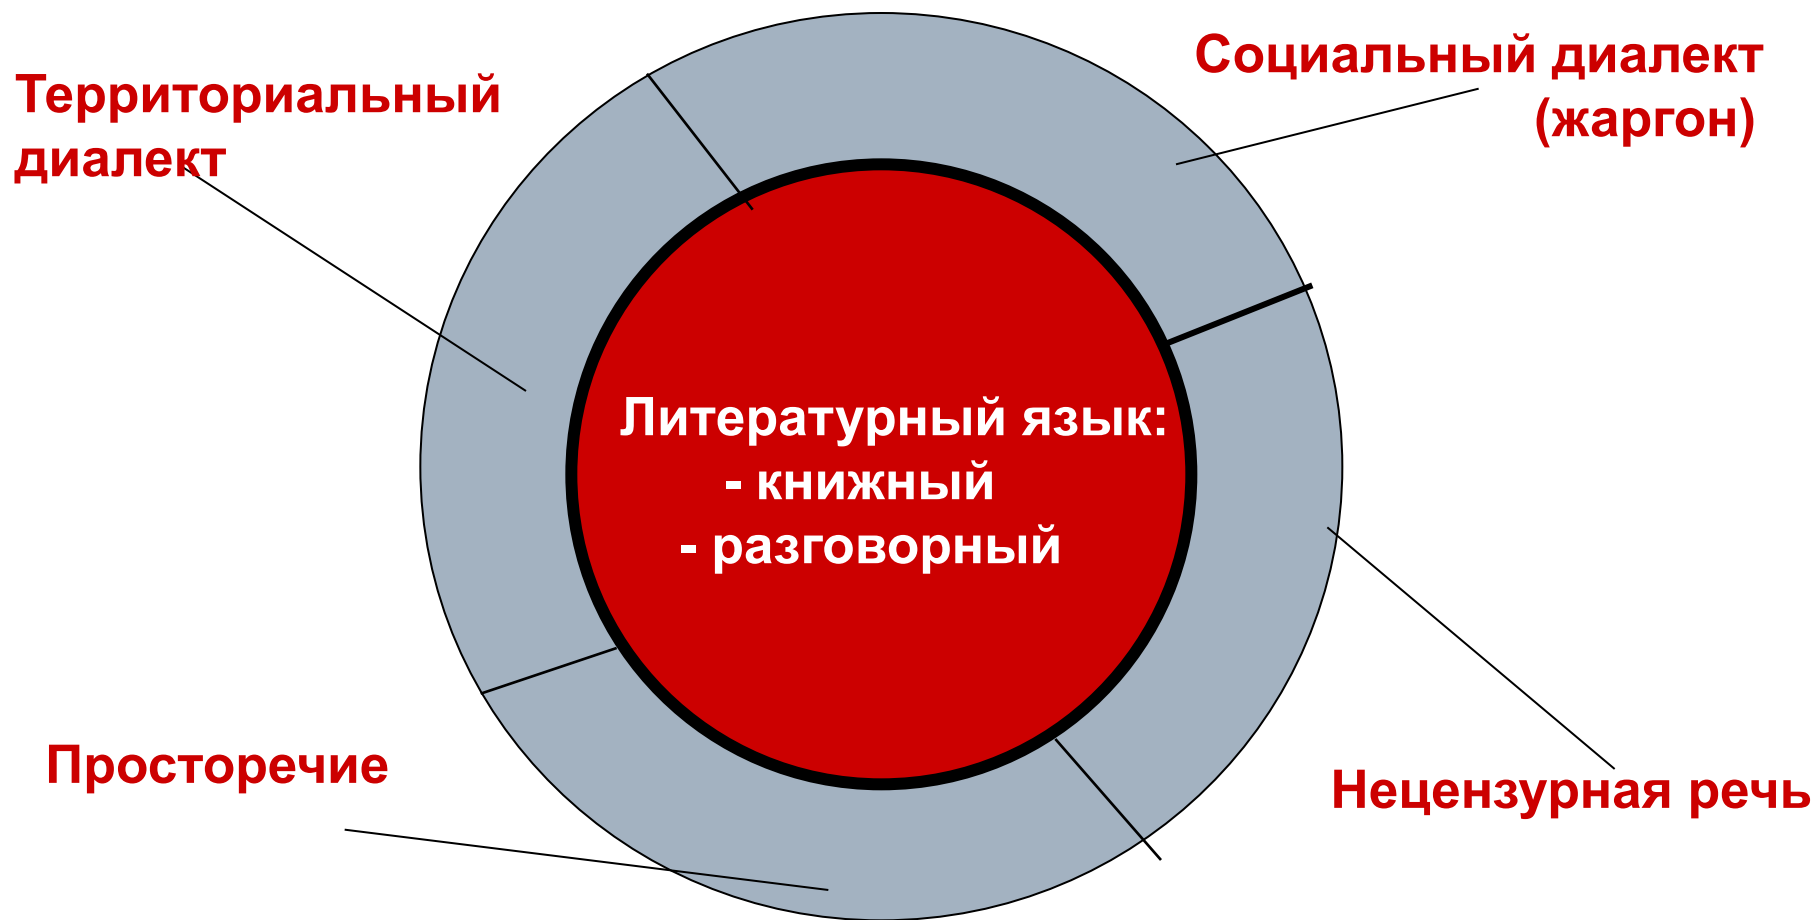 Территориальный
диалект
Социальный диалект
(жаргон)
Литературный язык:
- книжный
- разговорный
Просторечие
Нецензурная речь